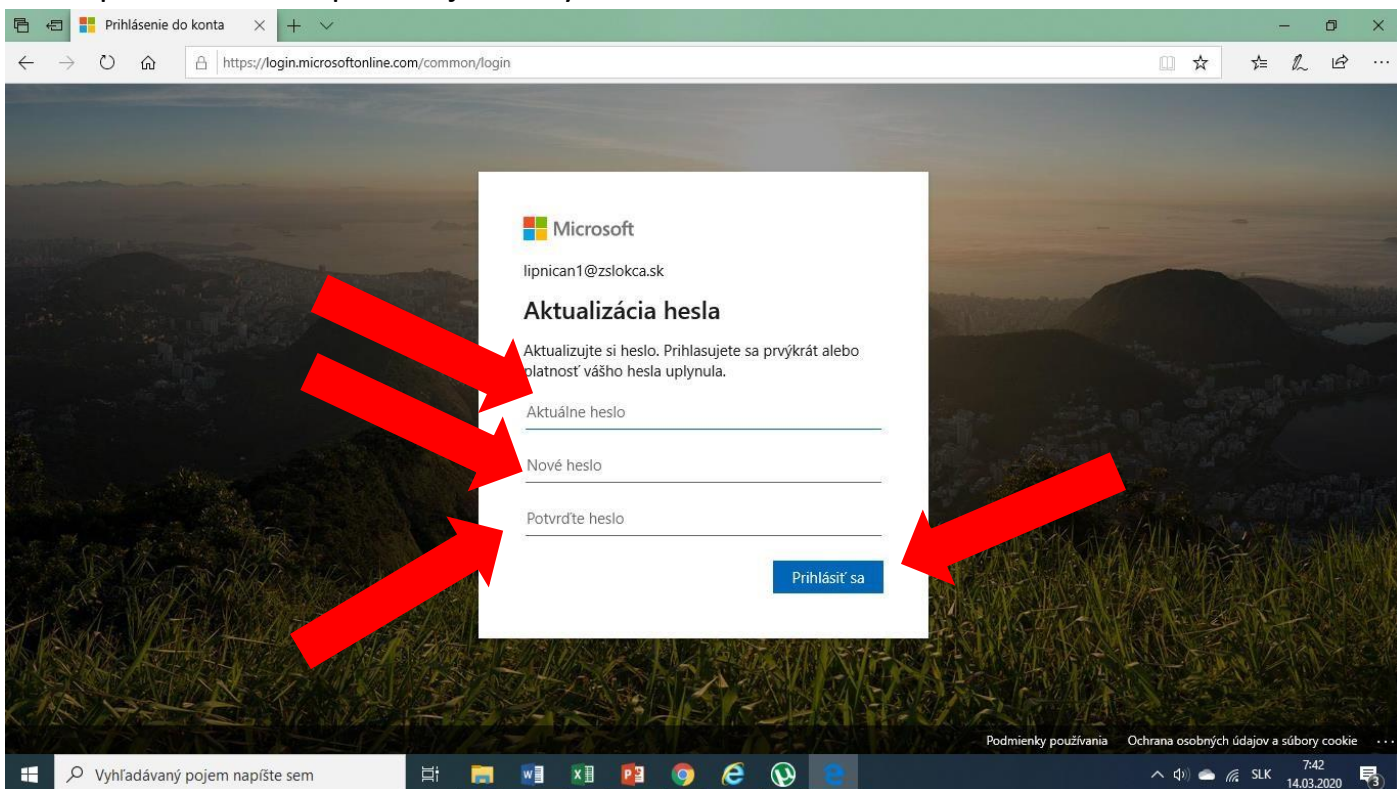 Prihlásenie do konta
https://login.microsoftonline.com/common/login
Microsoft
lipnican1@zslokca.sk
Aktualizácia hesla
Aktualizujte si heslo. Prihlasujete sa prvýkrát alebo
platnosť vášho hesla uplynula.
Aktuálne heslo
Nové heslo
Potvrďte heslo
Prihlásiť sa
Podmienky používania Ochrana osobných údajov a súbory cookie ...
Vyhľadávaný pojem napíšte sem
SLK
7:42
14.03.2020
3